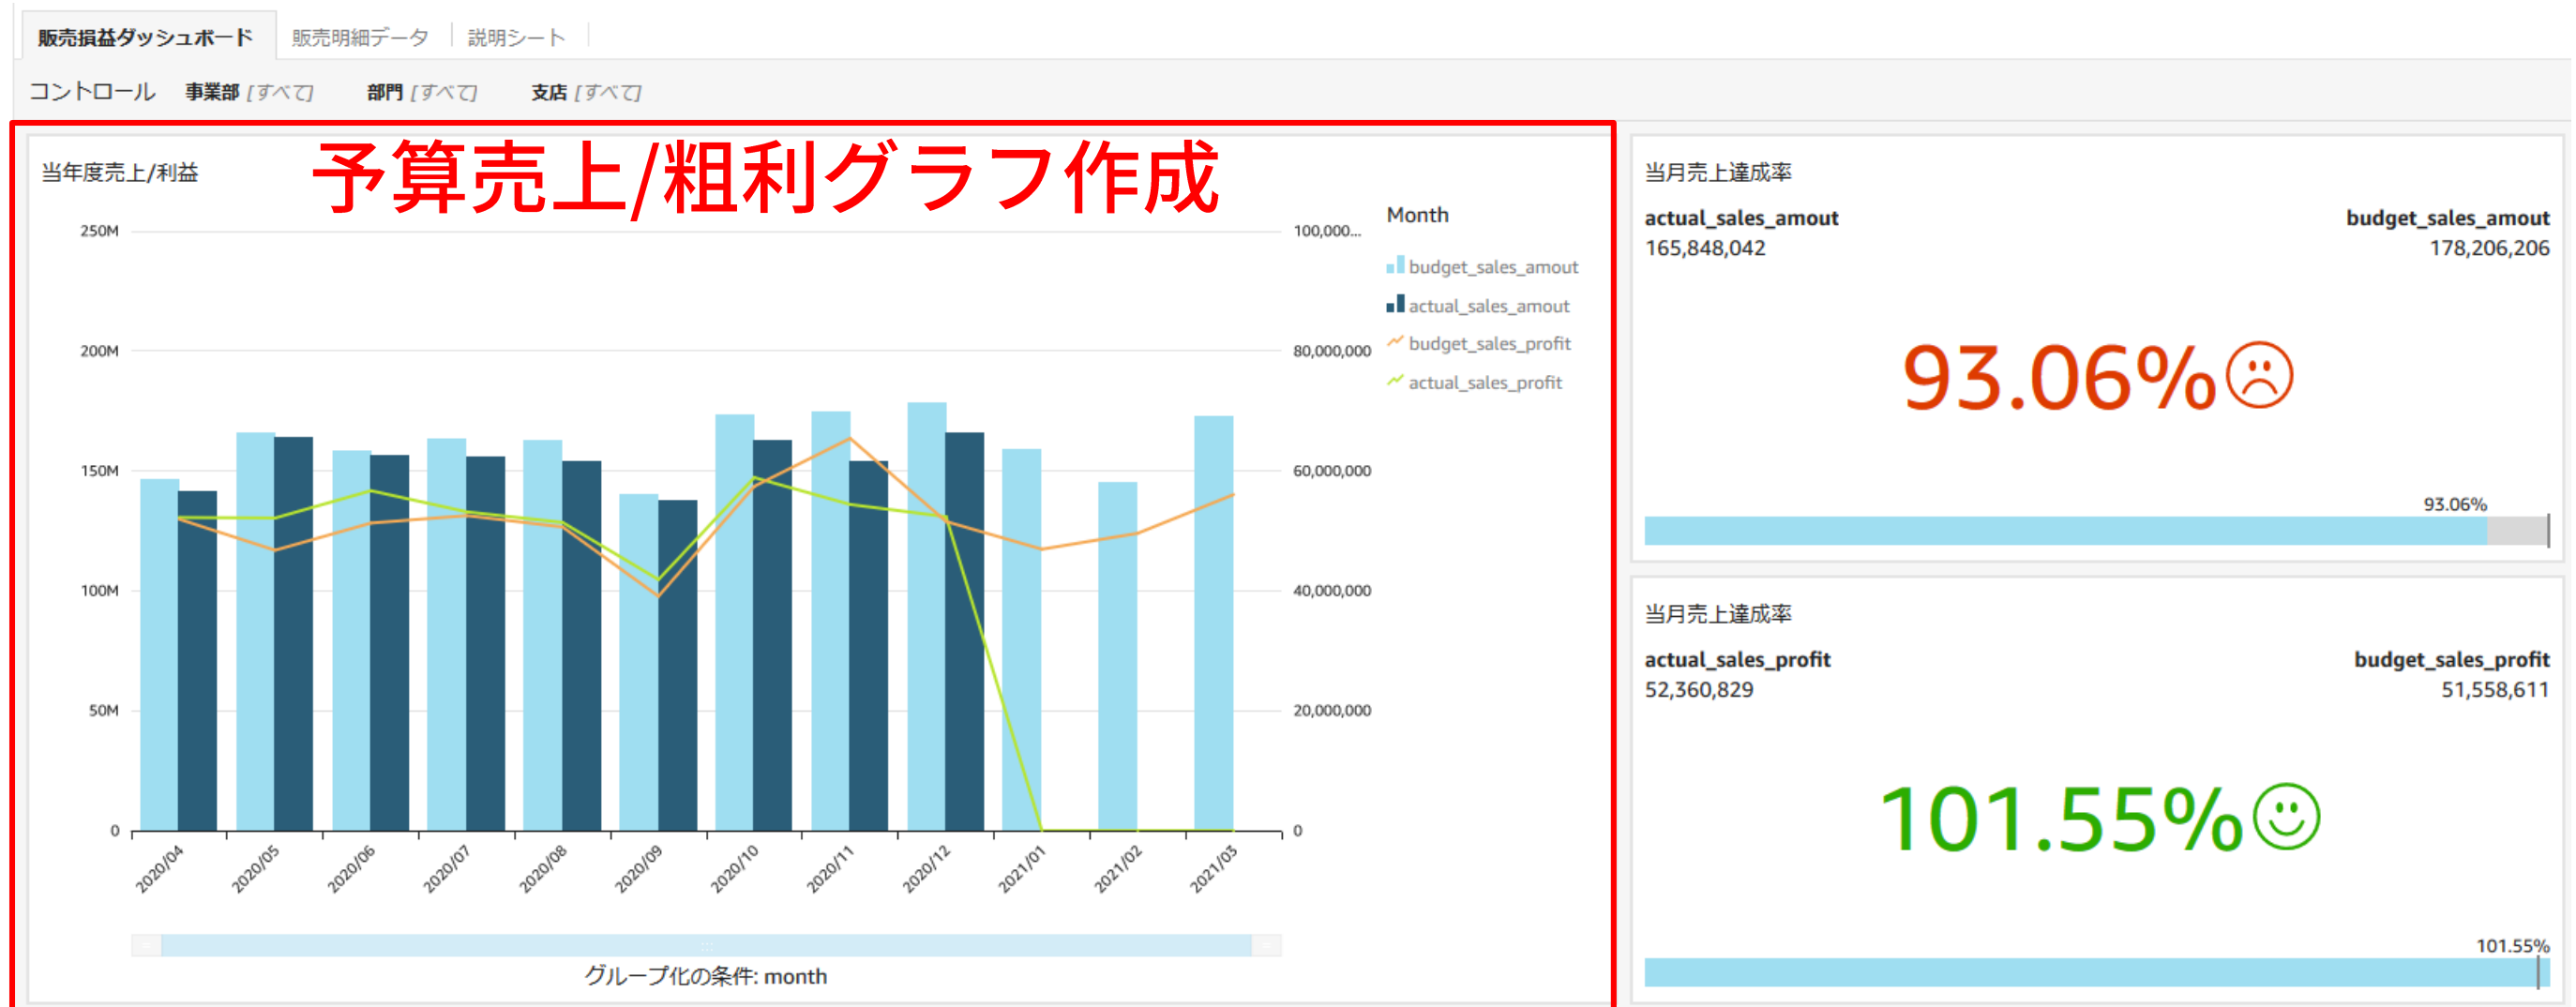 販売損益ダッシュボード 販売明細データ 説明シート
コントロール 事業部 [すべて] 部門 [すべて] 支店 [すべて]
当年度売上/利益
予算売上/粗利グラフ作成
250M
200M
150M
100M
50M
0
100,000...
80,000,000
60,000,000
40,000,000
20,000,000
0
2020/04 2020/05 2020/06 2020/07 2020/08 2020/09 2020/10 2020/11 2020/12 2021/01 2021/02 2021/03
グループ化の条件: month
Month
budget_sales_amout
actual_sales_amout
budget_sales_profit
actual_sales_profit
当月売上達成率
actual_sales_amout budget_sales_amout
165,848,042 178,206,206
93.06%
93.06%
当月売上達成率
actual_sales_profit budget_sales_profit
52,360,829 51,558,611
101.55%
101.55%